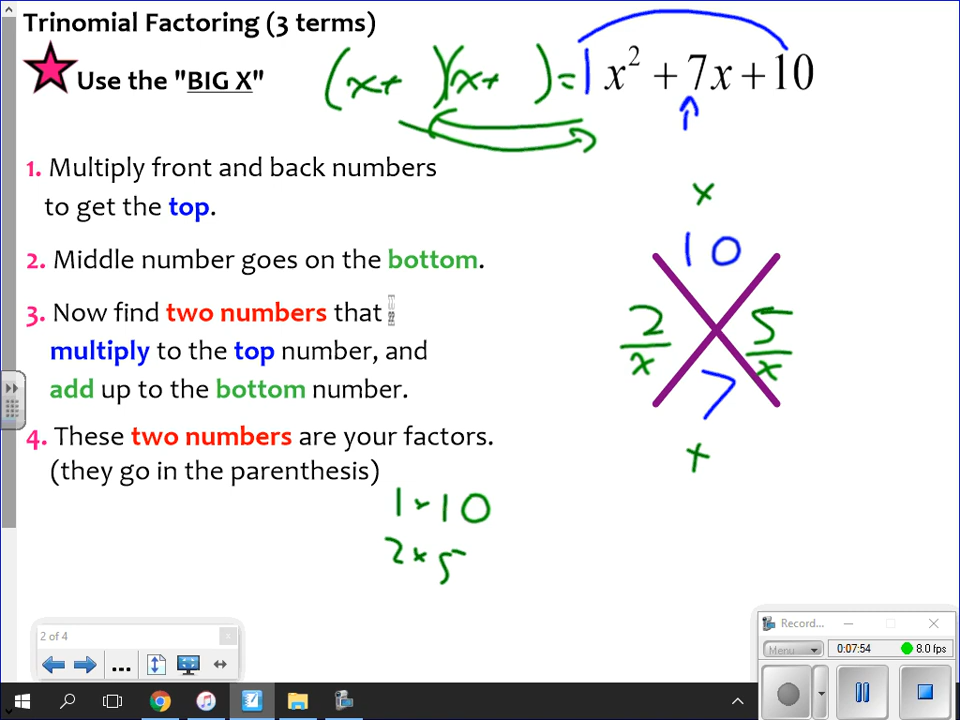 Trinomial Factoring (3 terms)
Use the "BIG X"
(x+ )(x+ ) = 1x² + 7x + 10
1. Multiply front and back numbers
to get the top.
2. Middle number goes on the bottom.
3. Now find two numbers that
multiply to the top number, and
add up to the bottom number.
4. These two numbers are your factors.
(they go in the parenthesis)
1 × 10
2 × 5
×
10
2/x 5/x
7
+
2 of 4
Record...
Menu
0:07:54
8.0 fps